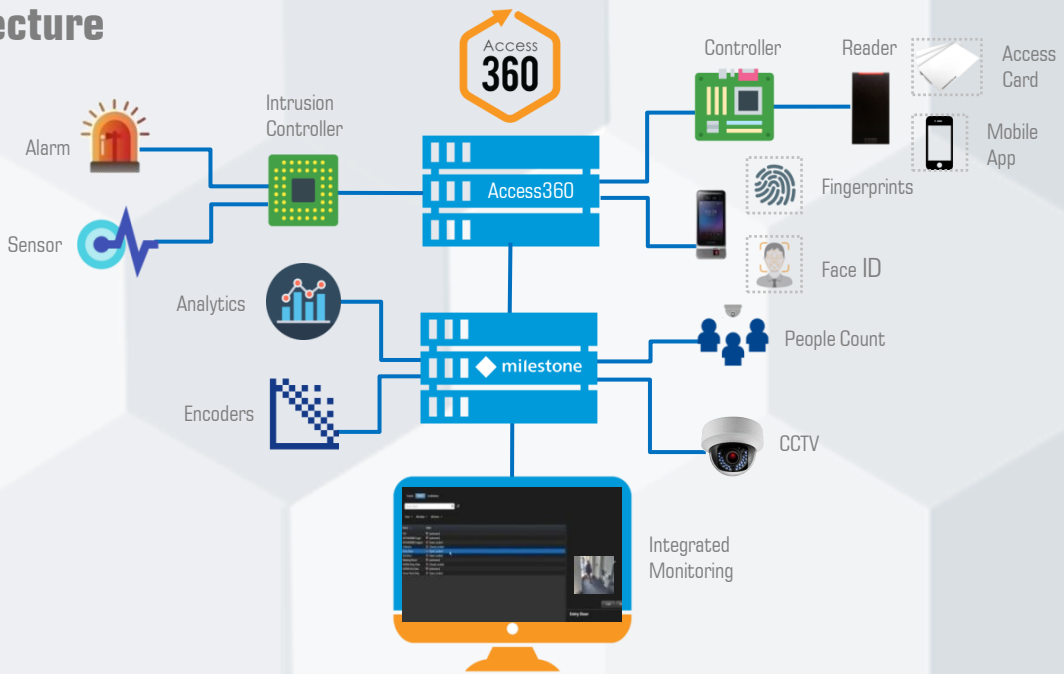 ecture
Access
360
Controller
Reader
Access
Card
Mobile
App
Intrusion
Controller
Alarm
Access360
Fingerprints
Sensor
Face ID
Analytics
People Count
milestone
Encoders
CCTV
Integrated
Monitoring